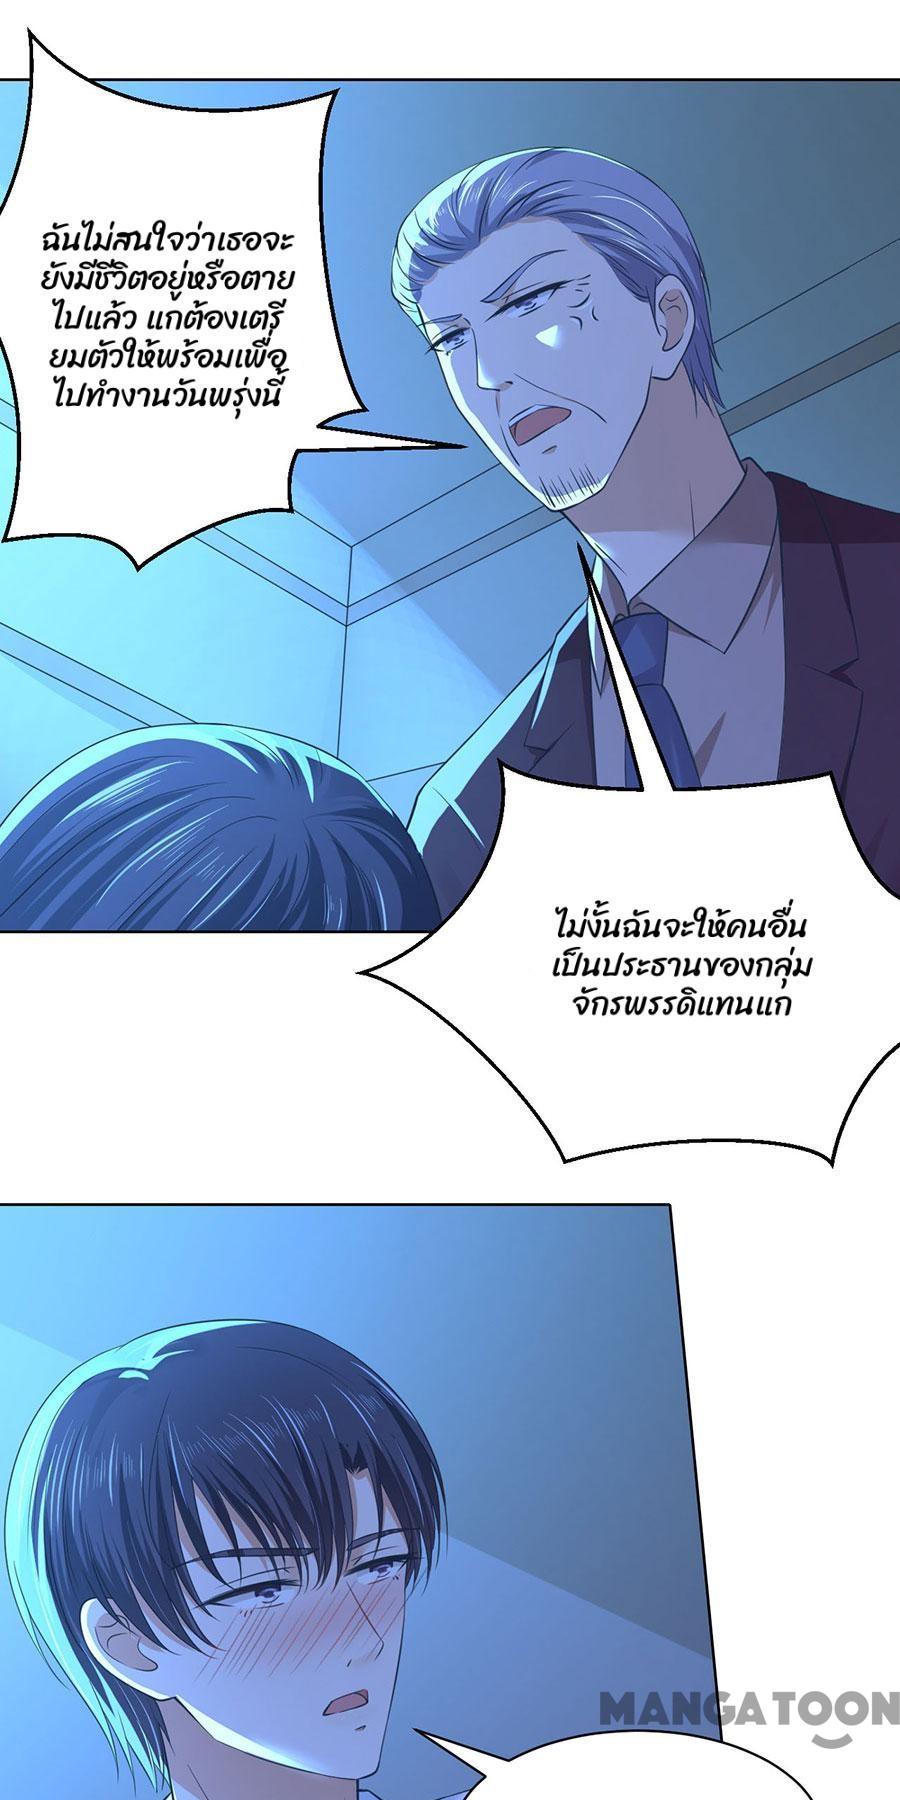 ฉันไม่สนใจว่าเธอจะ
ยังมีชีวิตอยู่หรือตาย
ไปแล้ว แกต้องเตรี
ยมตัวให้พร้อมเพื่อ
ไปทำงานวันพรุ่งนี้
ไม่งั้นฉันจะให้คนอื่น
เป็นประธานของกลุ่ม
จักรพรรดิแทนแก
MANGA TOON